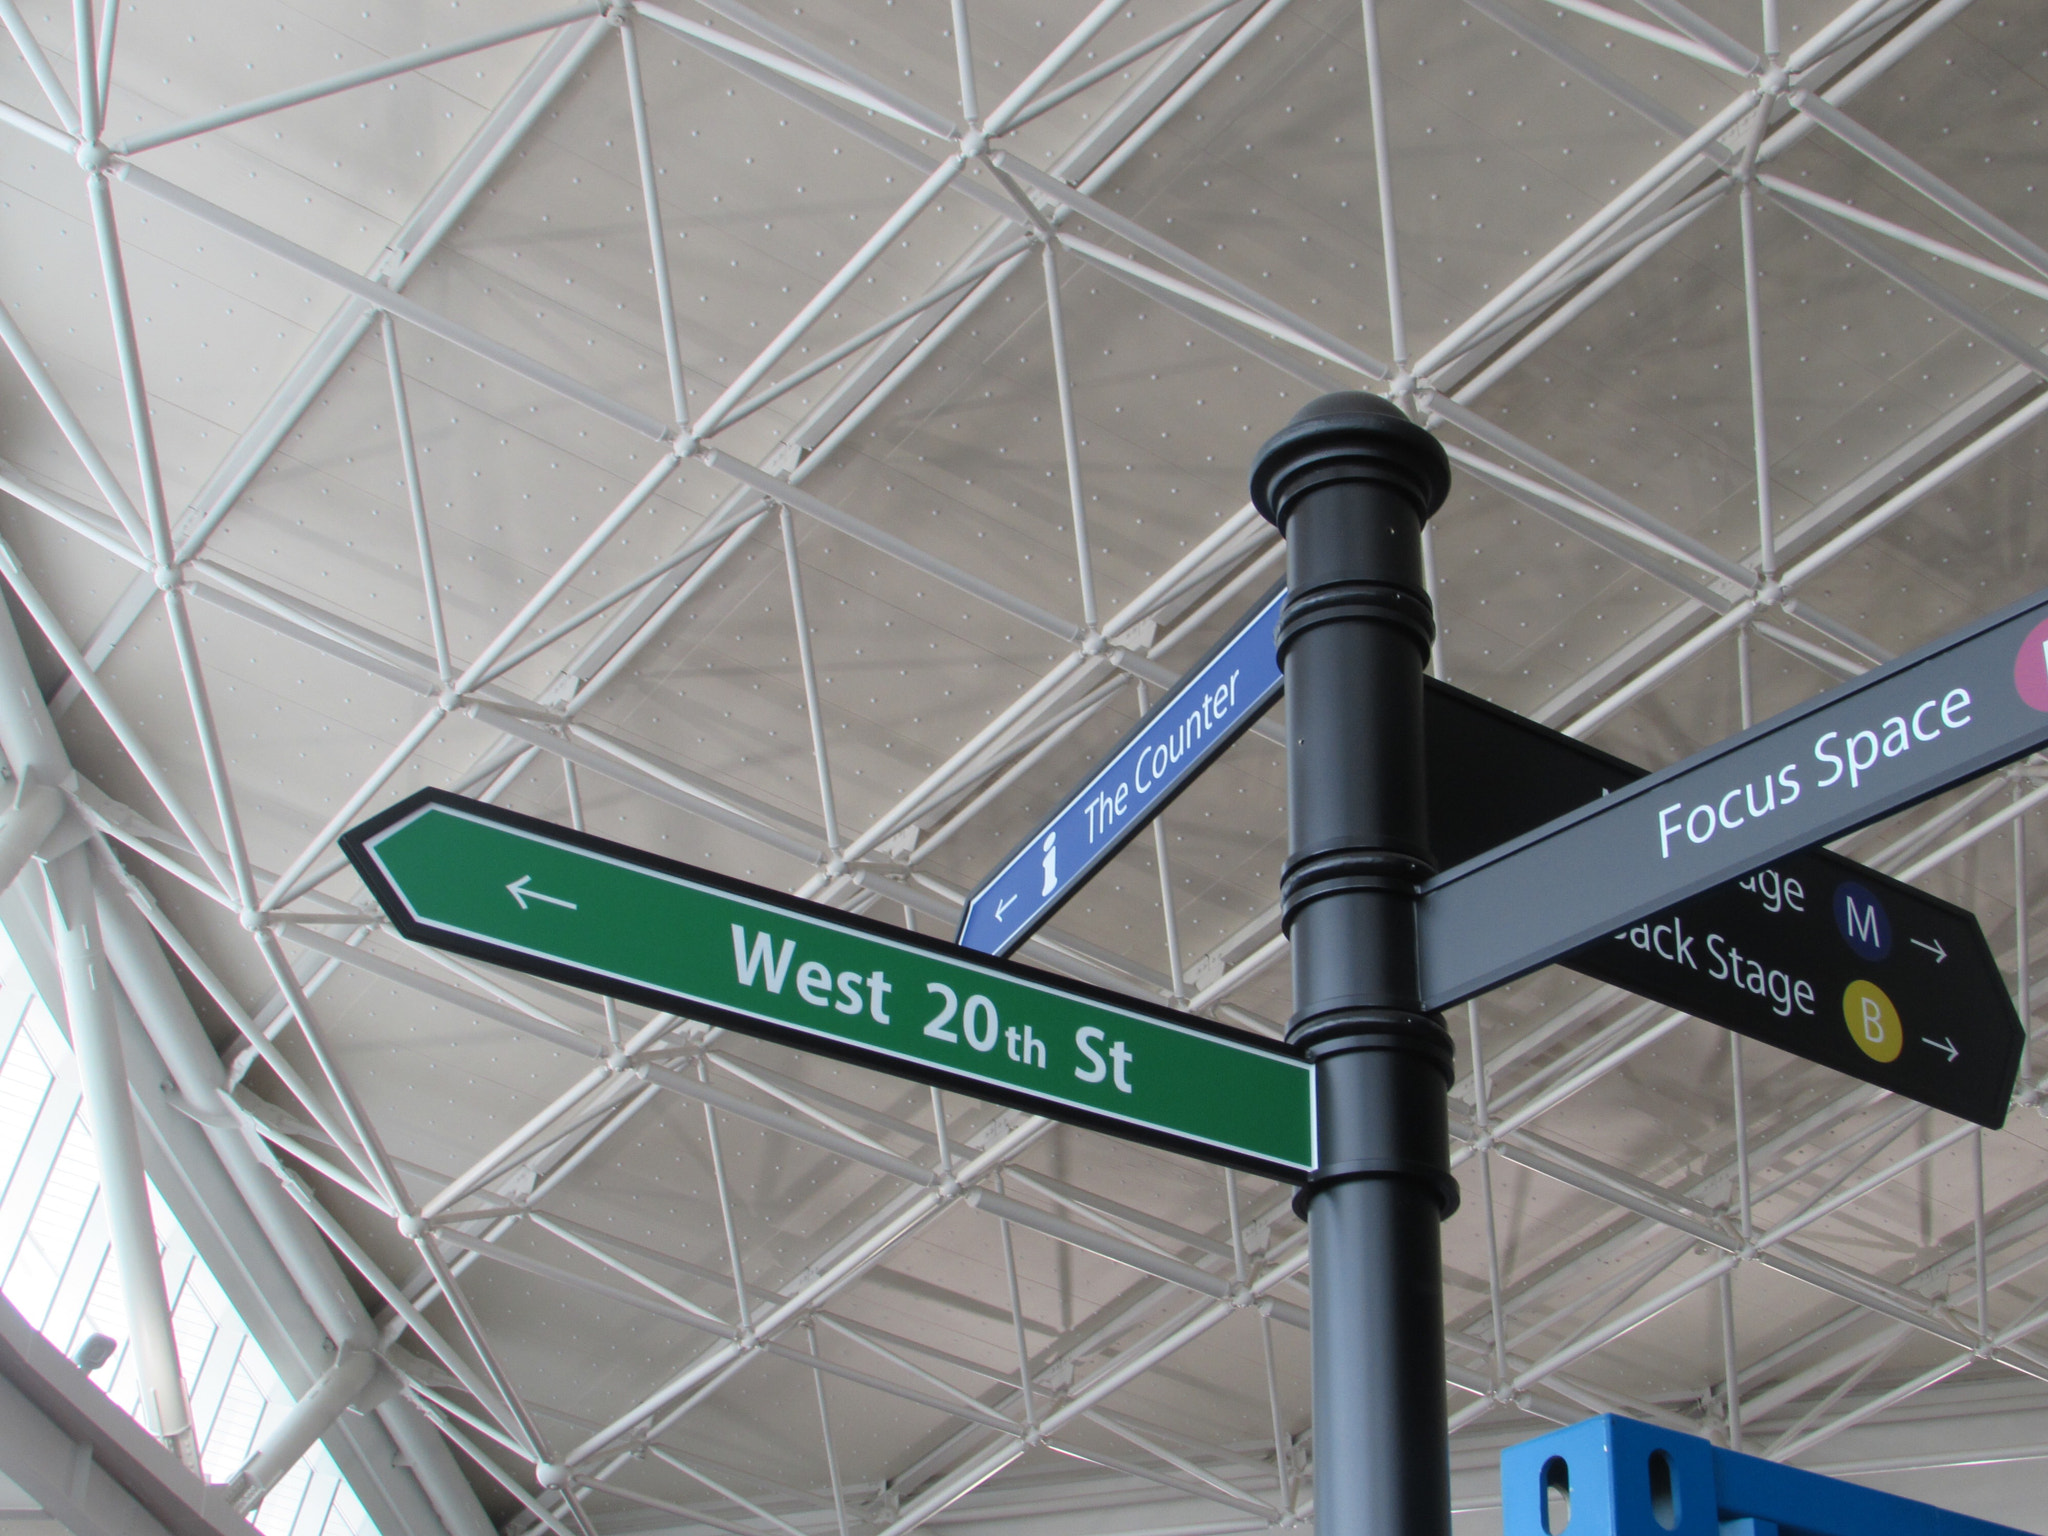 ← i The Counter
← West 20th St
Focus Space
M →
Stage B →